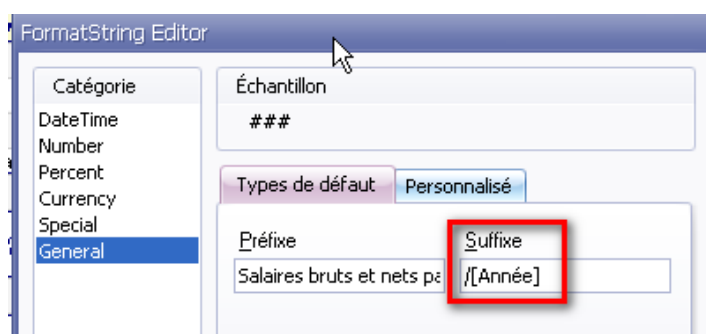 FormatString Editor
Catégorie
DateTime
Number
Percent
Currency
Special
General
Échantillon
###
Types de défaut Personnalisé
Préfixe Suffixe
Salaires bruts et nets pa /[Année]